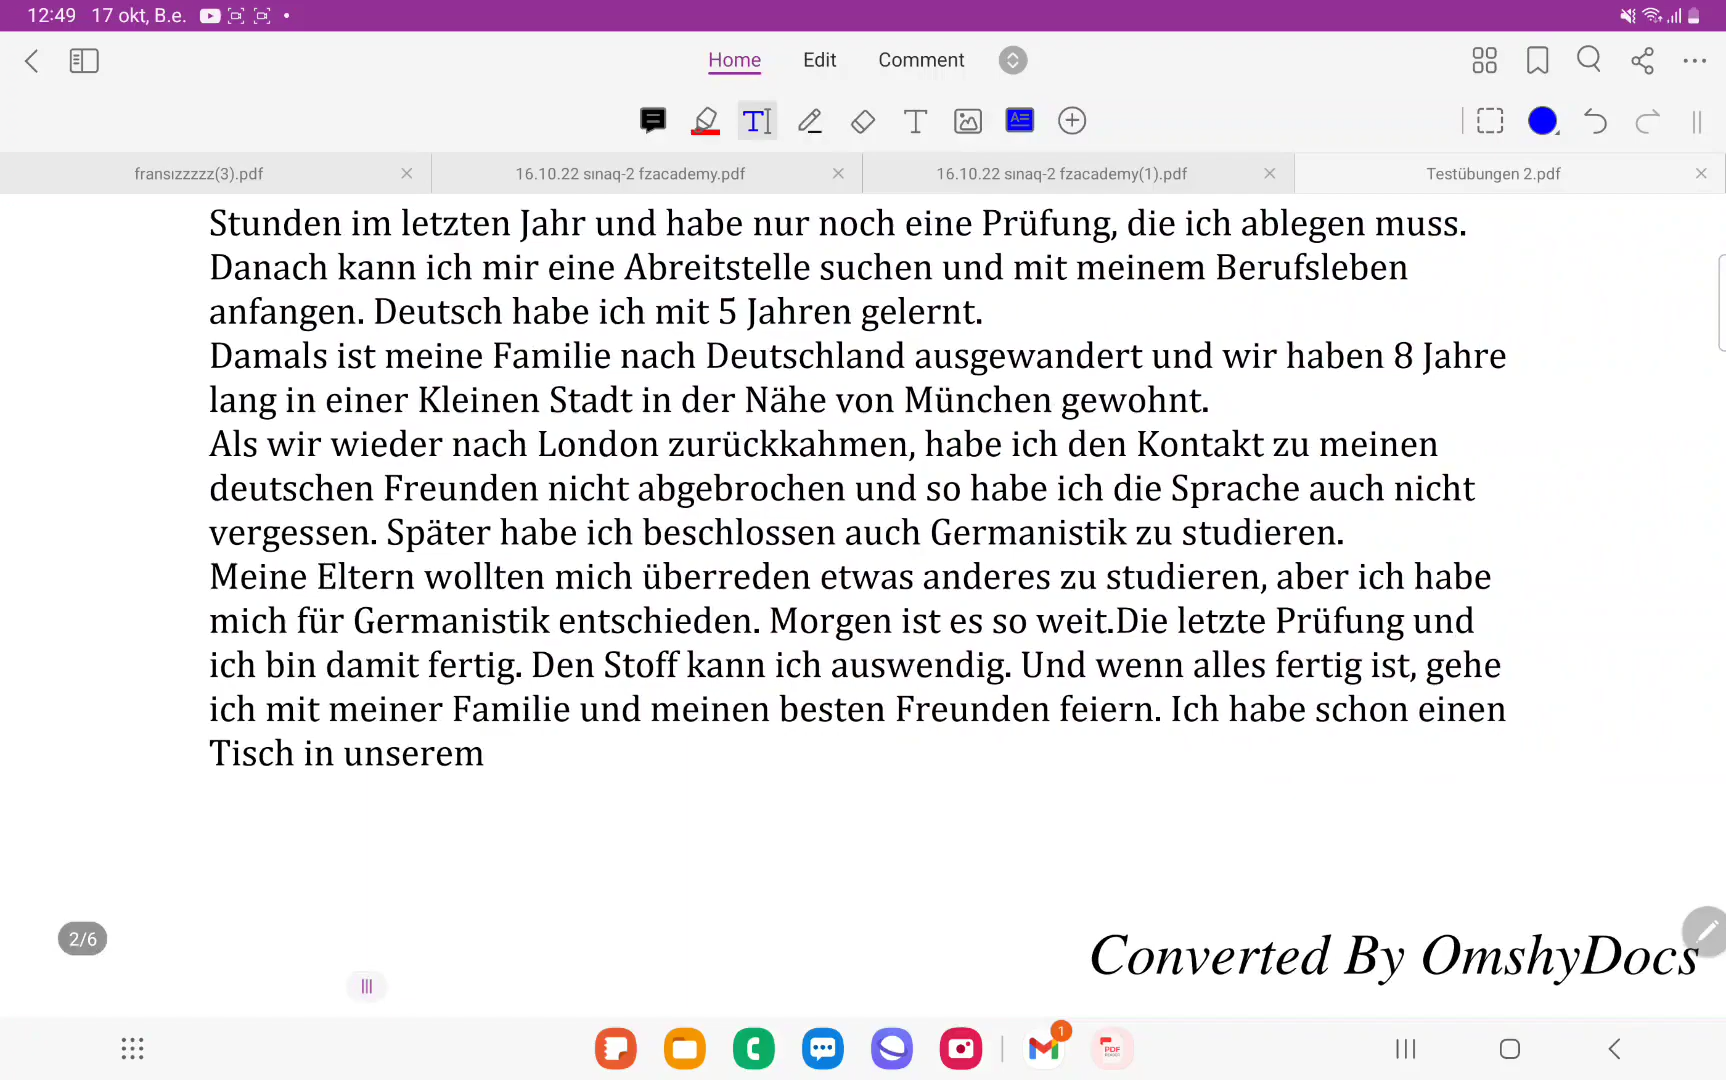 12:49 17 okt, B.e.
Home Edit Comment
fransızzzzz(3).pdf
16.10.22 sınaq-2 fzacademy.pdf
16.10.22 sınaq-2 fzacademy(1).pdf
Testübungen 2.pdf
Stunden im letzten Jahr und habe nur noch eine Prüfung, die ich ablegen muss.
Danach kann ich mir eine Abreitstelle suchen und mit meinem Berufsleben
anfangen. Deutsch habe ich mit 5 Jahren gelernt.
Damals ist meine Familie nach Deutschland ausgewandert und wir haben 8 Jahre
lang in einer Kleinen Stadt in der Nähe von München gewohnt.
Als wir wieder nach London zurückkahmen, habe ich den Kontakt zu meinen
deutschen Freunden nicht abgebrochen und so habe ich die Sprache auch nicht
vergessen. Später habe ich beschlossen auch Germanistik zu studieren.
Meine Eltern wollten mich überreden etwas anderes zu studieren, aber ich habe
mich für Germanistik entschieden. Morgen ist es so weit.Die letzte Prüfung und
ich bin damit fertig. Den Stoff kann ich auswendig. Und wenn alles fertig ist, gehe
ich mit meiner Familie und meinen besten Freunden feiern. Ich habe schon einen
Tisch in unserem
2/6
Converted By OmshyDocs
1
PDF